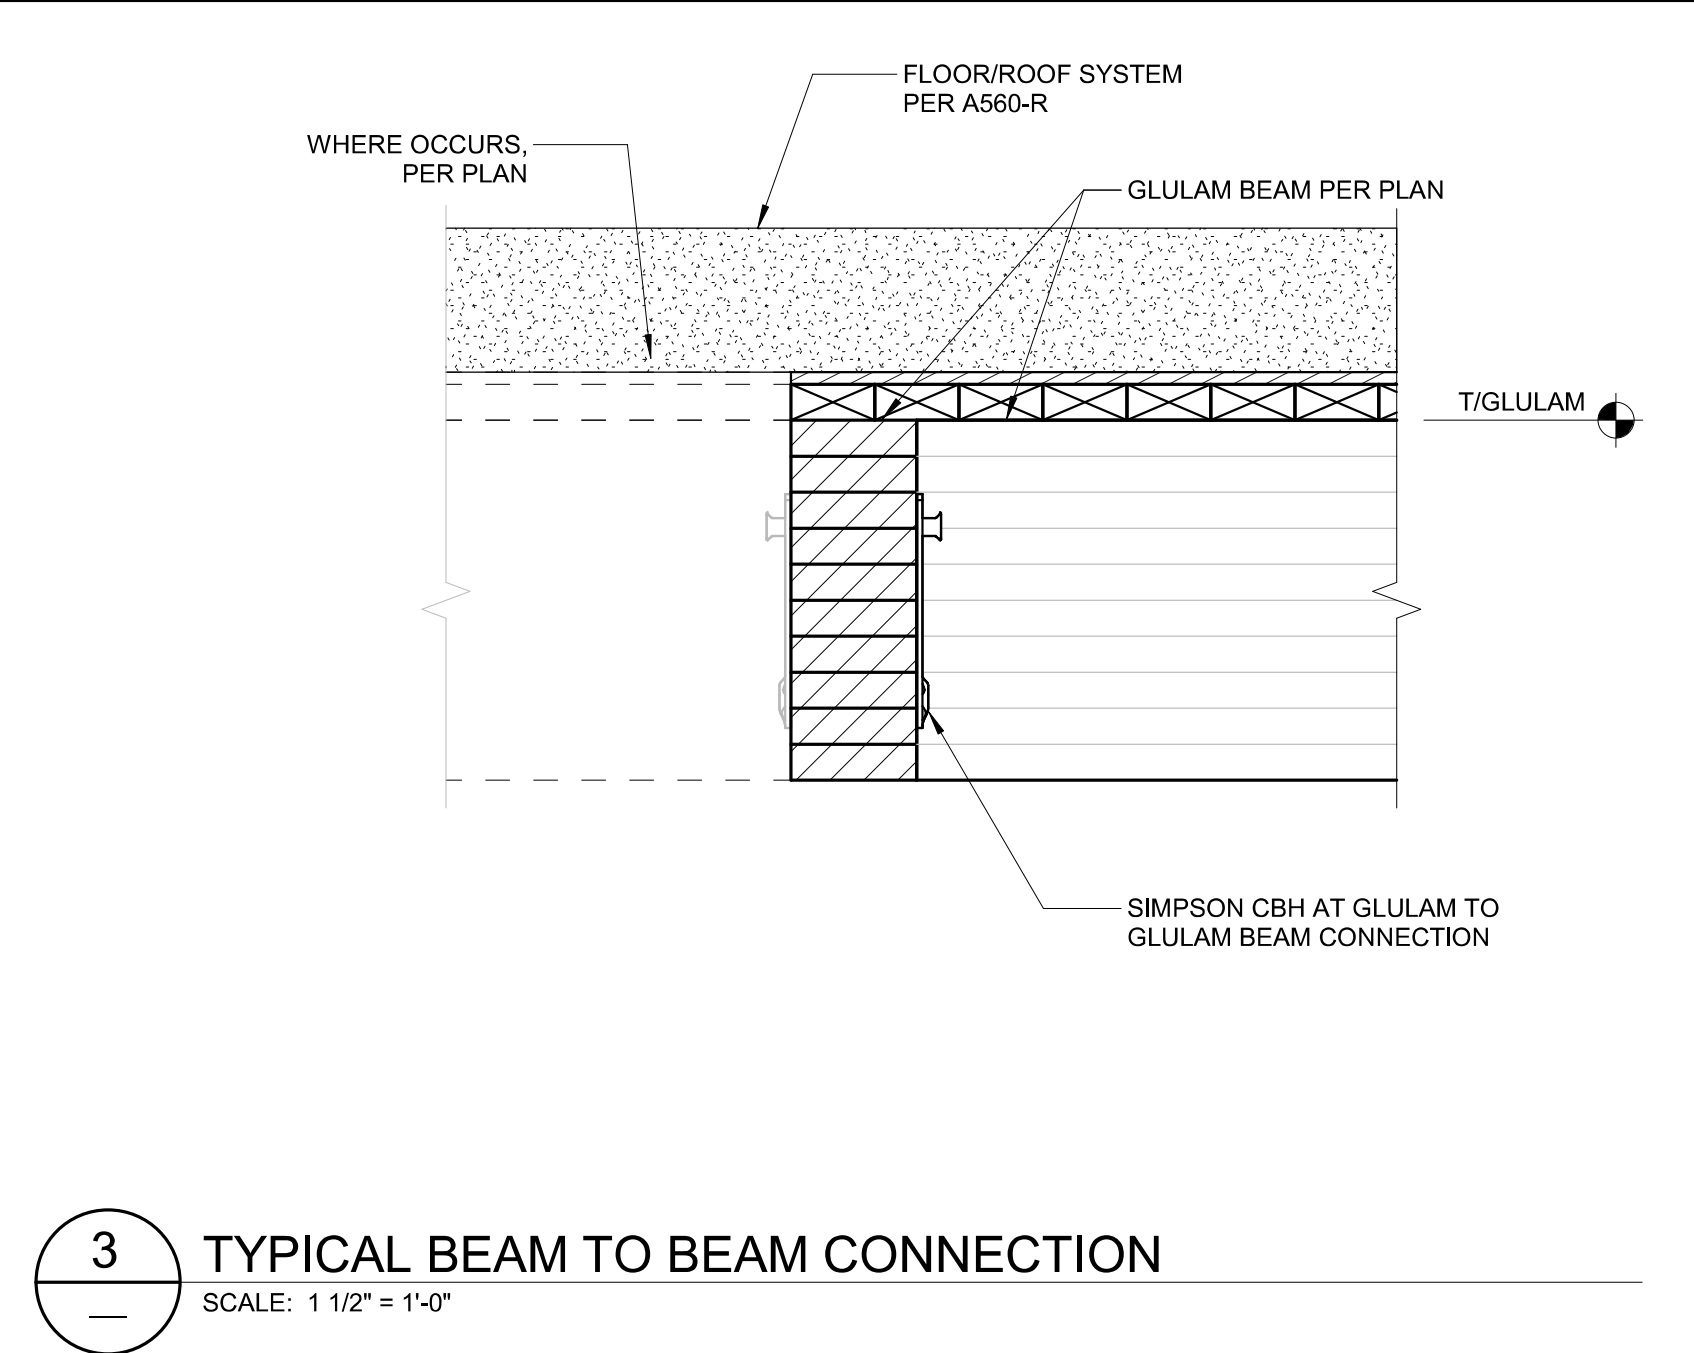 FLOOR/ROOF SYSTEM
PER A560-R
WHERE OCCURS,
PER PLAN
GLULAM BEAM PER PLAN
T/GLULAM
SIMPSON CBH AT GLULAM TO
GLULAM BEAM CONNECTION
3
TYPICAL BEAM TO BEAM CONNECTION
SCALE: 1 1/2" = 1'-0"